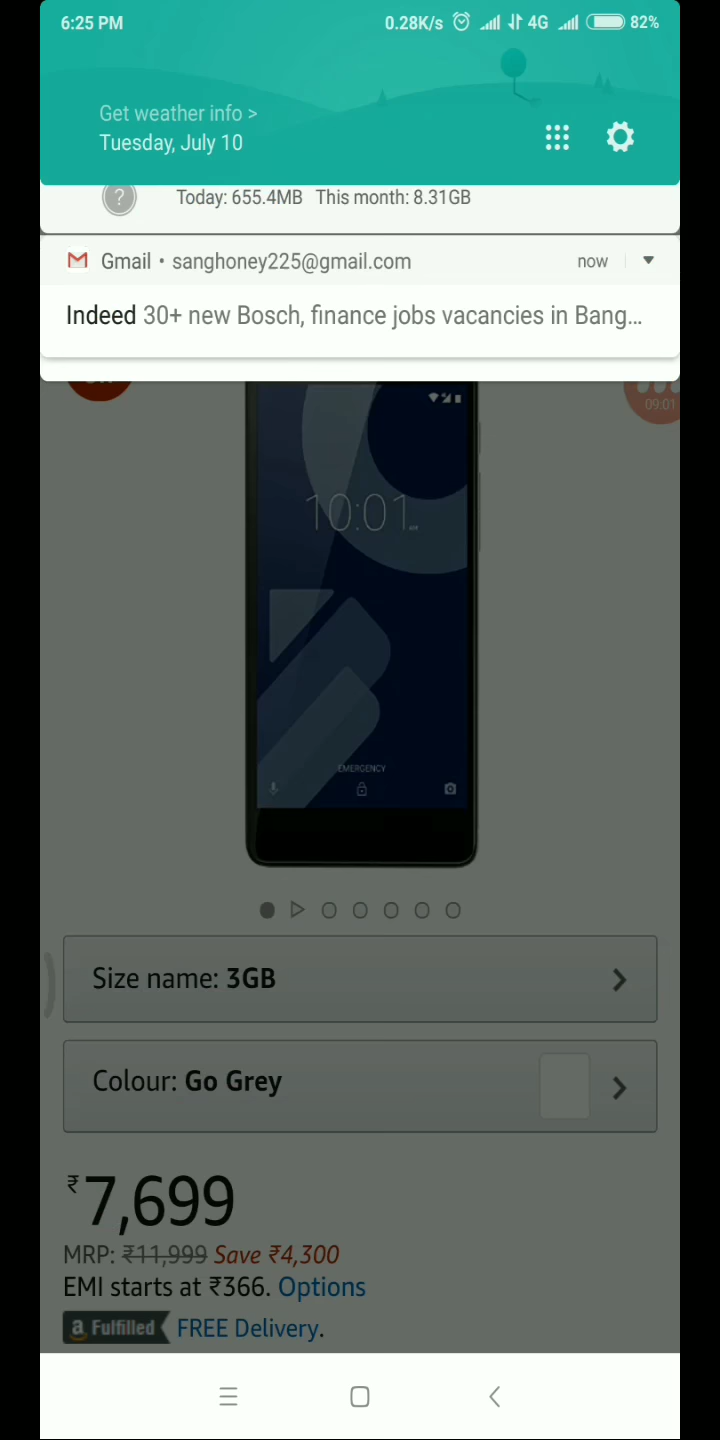 6:25 PM 0.28K/s 4G 82%
Get weather info >
Tuesday, July 10
? Today: 655.4MB This month: 8.31GB
Gmail • sanghoney225@gmail.com now
Indeed 30+ new Bosch, finance jobs vacancies in Bang...
09:01
10:01
EMERGENCY
Size name: 3GB
Colour: Go Grey
₹7,699
MRP: ₹11,999 Save ₹4,300
EMI starts at ₹366. Options
a Fulfilled FREE Delivery.